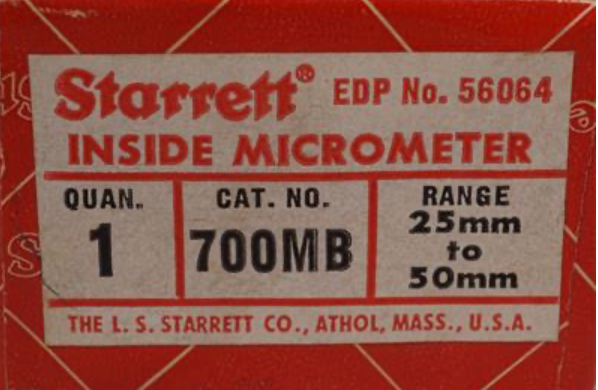 Starrett® EDP No. 56064
INSIDE MICROMETER
QUAN. CAT. NO. RANGE
1 700MB 25mm
to
50mm
THE L. S. STARRETT CO., ATHOL, MASS., U.S.A.